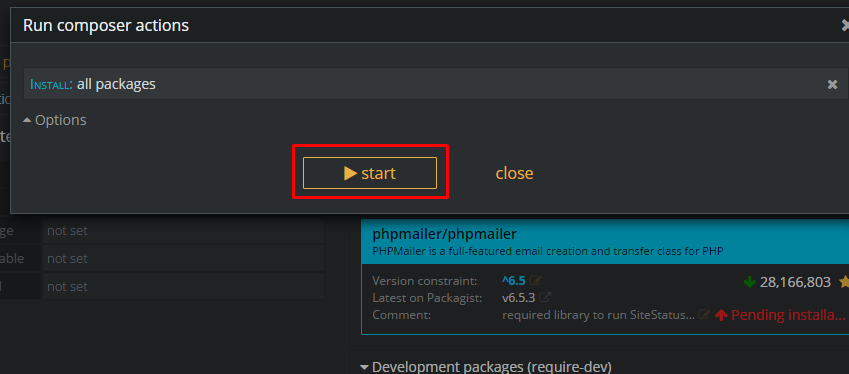 Run composer actions
INSTALL: all packages
Options
start
close
phpmailer/phpmailer
PHPMailer is a full-featured email creation and transfer class for PHP
not set
not set
not set
Version constraint: ^6.5
28,166,803
Latest on Packagist: v6.5.3
Comment: required library to run SiteStatus...
Pending installa...
Development packages (require-dev)